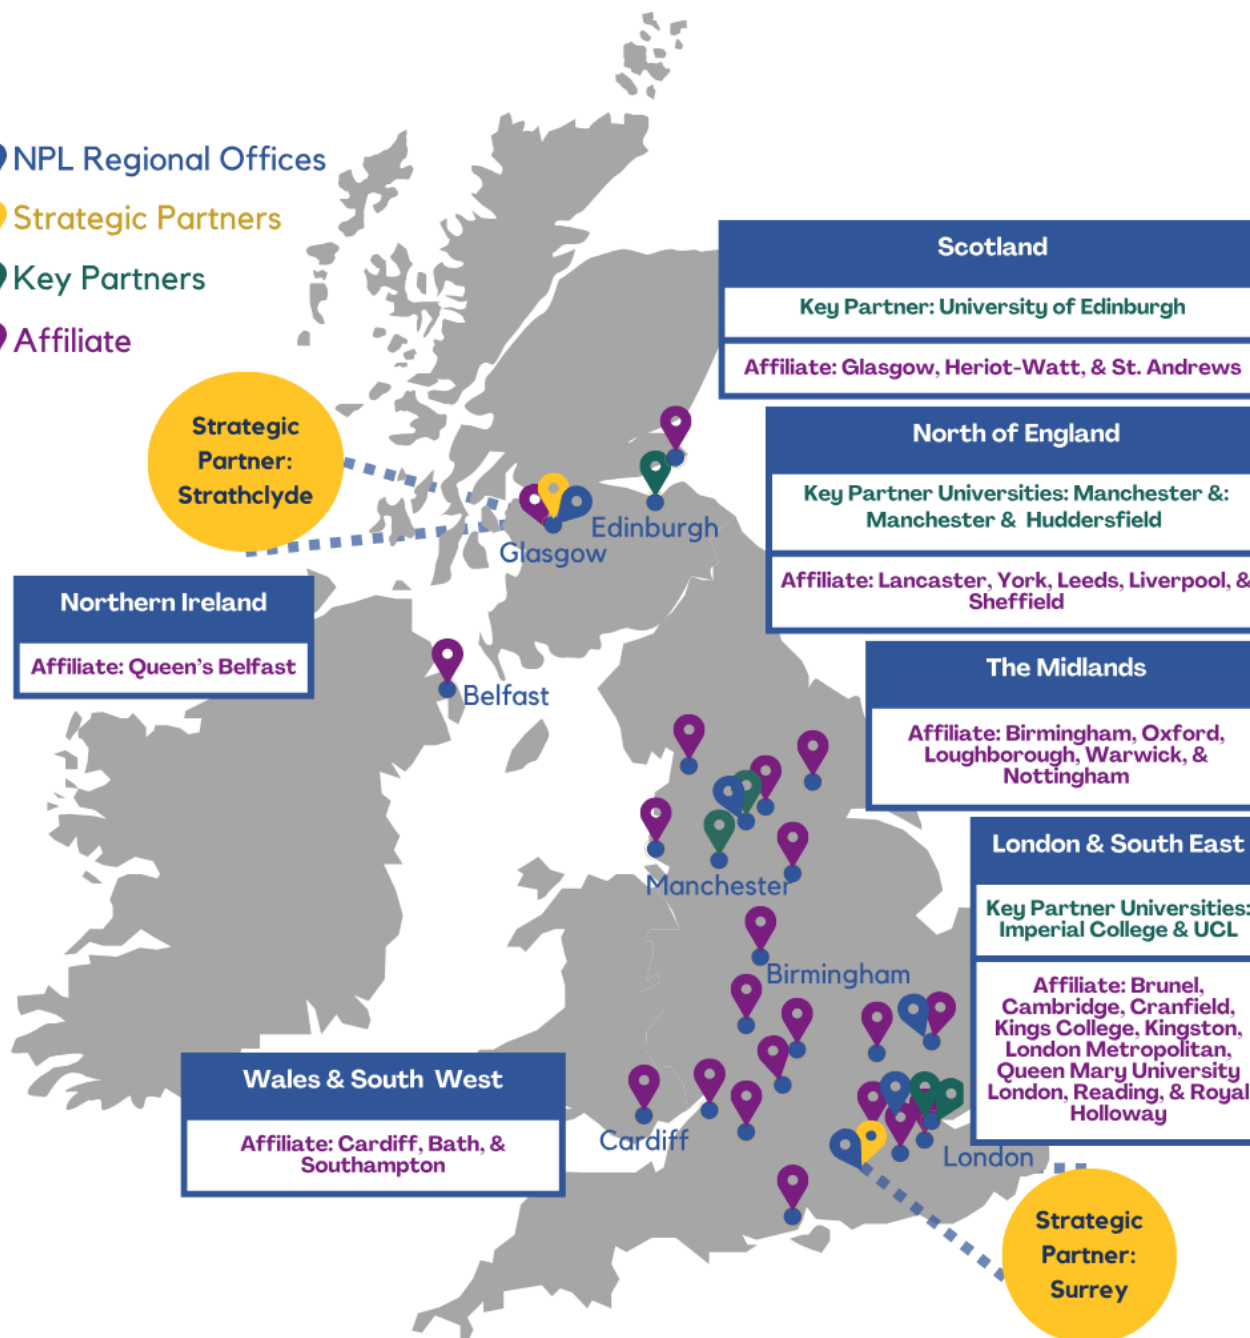 NPL Regional Offices
Strategic Partners
Key Partners
Affiliate
Scotland
Key Partner: University of Edinburgh
Affiliate: Glasgow, Heriot-Watt, & St. Andrews
North of England
Key Partner Universities: Manchester &:
Manchester & Huddersfield
Affiliate: Lancaster, York, Leeds, Liverpool, &
Sheffield
Strategic
Partner:
Strathclyde
Edinburgh
Glasgow
Northern Ireland
Affiliate: Queen's Belfast
Belfast
The Midlands
Affiliate: Birmingham, Oxford,
Loughborough, Warwick, &
Nottingham
London & South East
Key Partner Universities:
Imperial College & UCL
Affiliate: Brunel,
Cambridge, Cranfield,
Kings College, Kingston,
London Metropolitan,
Queen Mary University
London, Reading, & Royal
Holloway
Manchester
Birmingham
Wales & South West
Affiliate: Cardiff, Bath, &
Southampton
Cardiff
London
Strategic
Partner:
Surrey